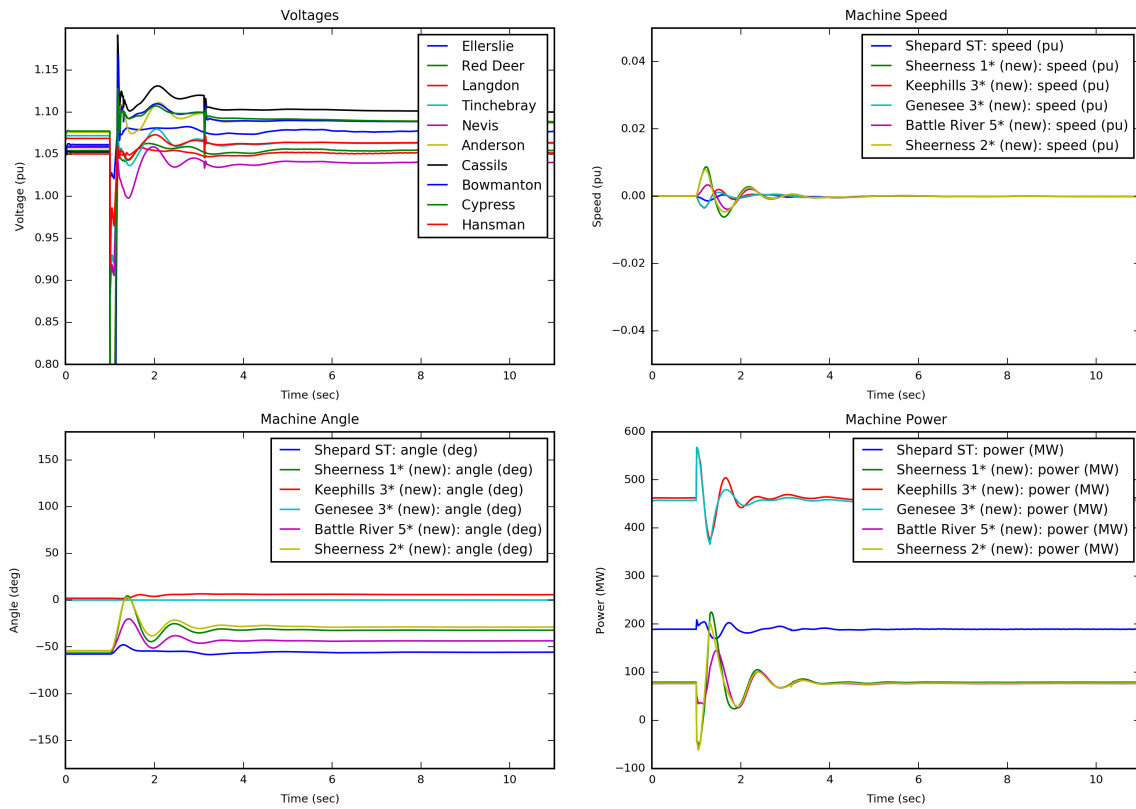 Voltages
1.15
1.10
1.05
1.00
0.95
0.90
0.85
0.80
Voltage (pu)
0 2 4 6 8 10
Time (sec)
Ellerslie
Red Deer
Langdon
Tinchebray
Nevis
Anderson
Cassils
Bowmanton
Cypress
Hansman
Machine Speed
0.04
0.02
0.00
−0.02
−0.04
Speed (pu)
0 2 4 6 8 10
Time (sec)
Shepard ST: speed (pu)
Sheerness 1* (new): speed (pu)
Keephills 3* (new): speed (pu)
Genesee 3* (new): speed (pu)
Battle River 5* (new): speed (pu)
Sheerness 2* (new): speed (pu)
Machine Angle
150
100
50
0
−50
−100
−150
Angle (deg)
0 2 4 6 8 10
Time (sec)
Shepard ST: angle (deg)
Sheerness 1* (new): angle (deg)
Keephills 3* (new): angle (deg)
Genesee 3* (new): angle (deg)
Battle River 5* (new): angle (deg)
Sheerness 2* (new): angle (deg)
Machine Power
600
500
400
300
200
100
0
−100
Power (MW)
0 2 4 6 8 10
Time (sec)
Shepard ST: power (MW)
Sheerness 1* (new): power (MW)
Keephills 3* (new): power (MW)
Genesee 3* (new): power (MW)
Battle River 5* (new): power (MW)
Sheerness 2* (new): power (MW)